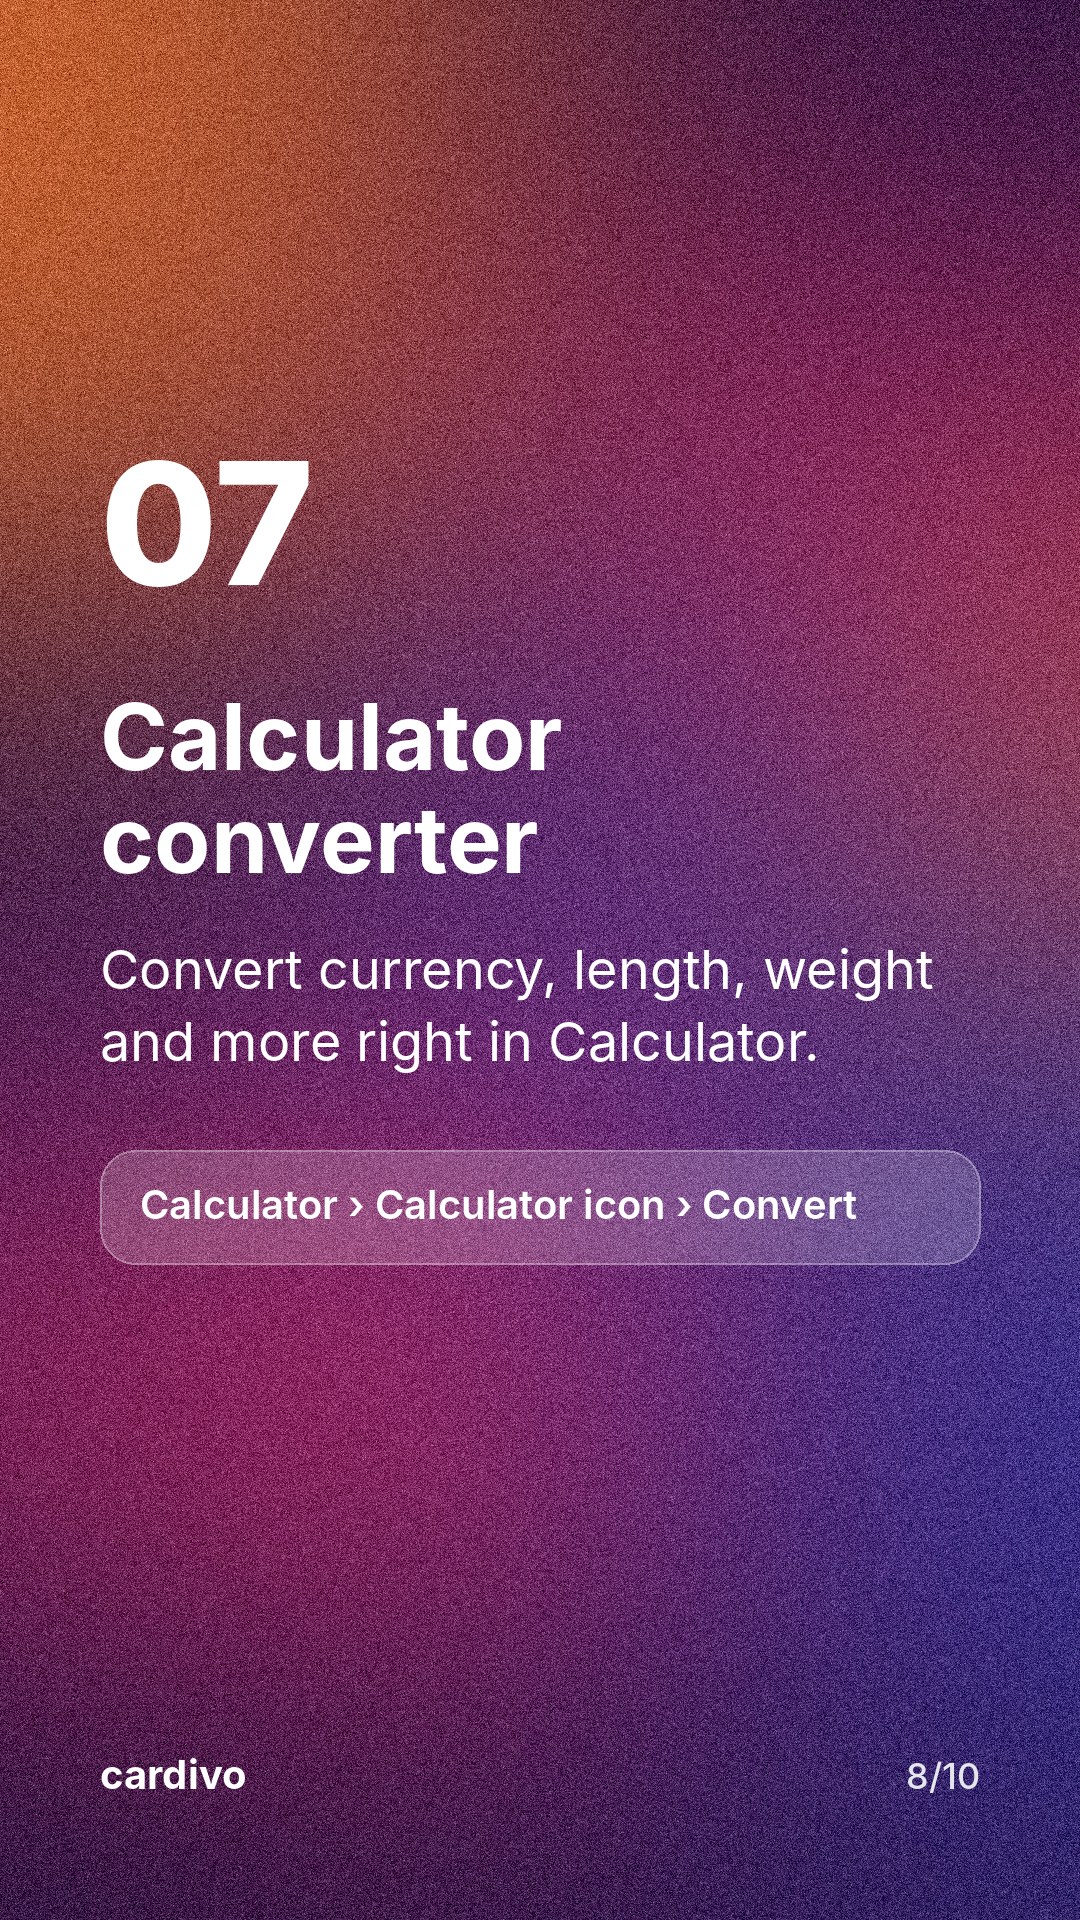 07
Calculator
converter
Convert currency, length, weight
and more right in Calculator.
Calculator › Calculator icon › Convert
cardivo
8/10